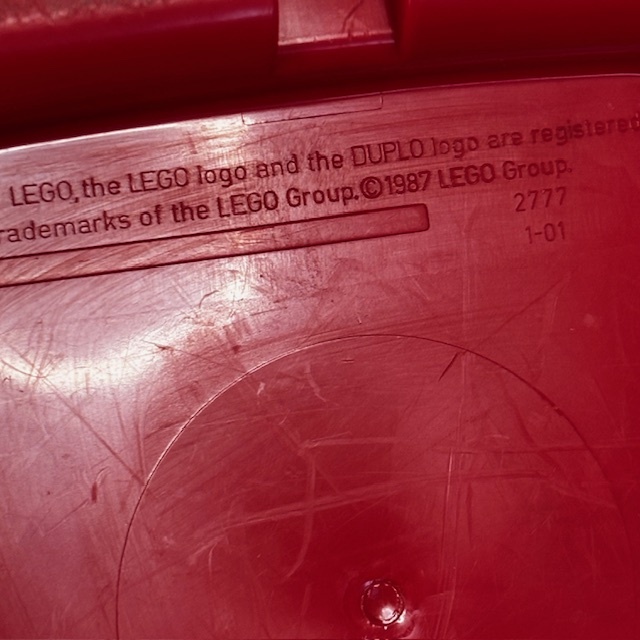 LEGO, the LEGO logo and the DUPLO logo are registered
rademarks of the LEGO Group. ©1987 LEGO Group.
2777
1-01